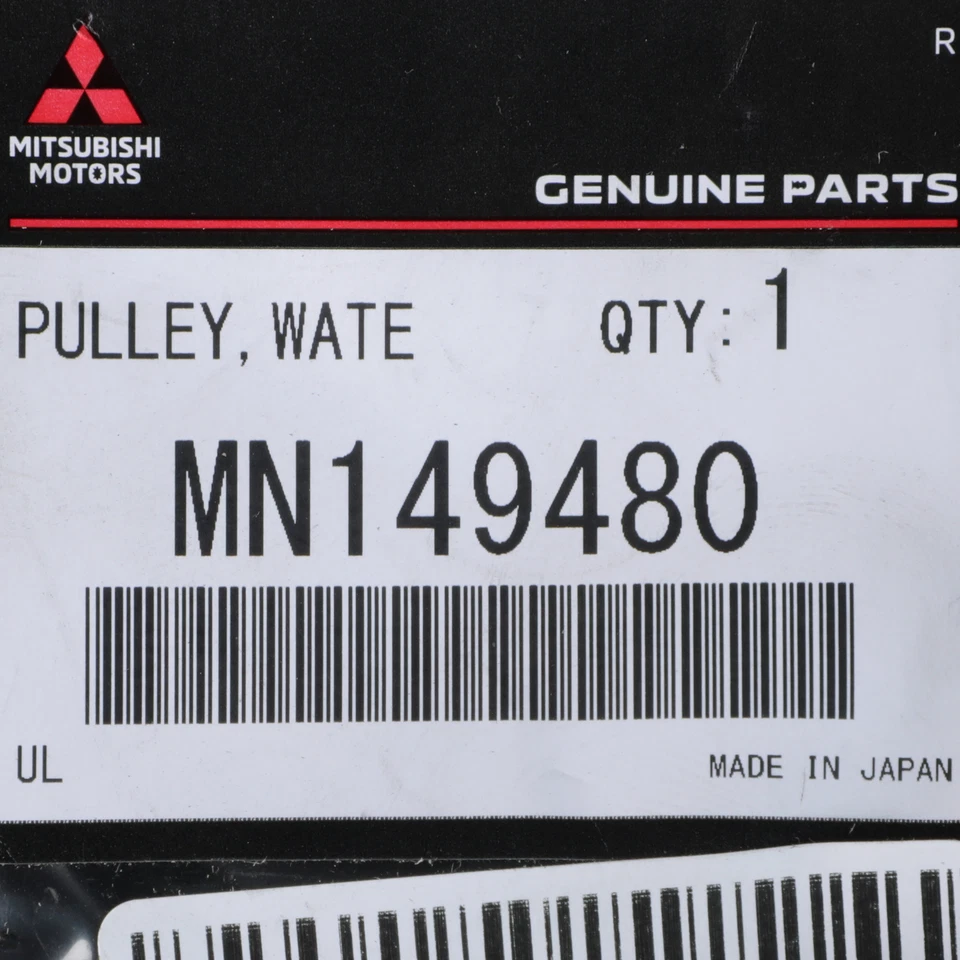 R
MITSUBISHI
MOTORS
GENUINE PARTS
PULLEY, WATE QTY: 1
MN149480
UL MADE IN JAPAN